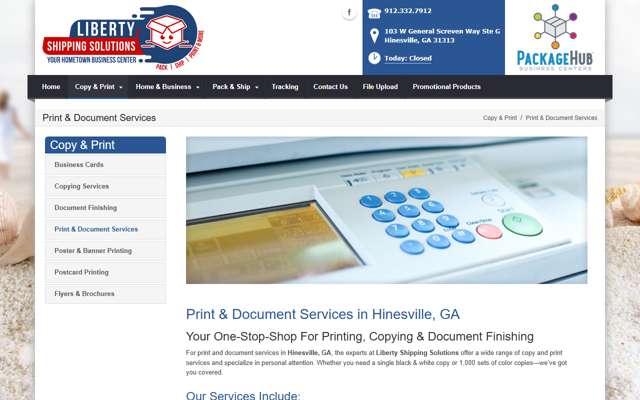 LIBERTY
SHIPPING SOLUTIONS
YOUR HOMETOWN BUSINESS CENTER
PACK | SHIP | PRINT & MORE
f
912.332.7912
103 W General Screven Way Ste G
Hinesville, GA 31313
Today: Closed
PACKAGEHUB
BUSINESS CENTERS
Home
Copy & Print
Home & Business
Pack & Ship
Tracking
Contact Us
File Upload
Promotional Products
Print & Document Services
Copy & Print / Print & Document Services
Copy & Print
Business Cards
Copying Services
Document Finishing
Print & Document Services
Poster & Banner Printing
Postcard Printing
Flyers & Brochures
Start
Print & Document Services in Hinesville, GA
Your One-Stop-Shop For Printing, Copying & Document Finishing
For print and document services in Hinesville, GA, the experts at Liberty Shipping Solutions offer a wide range of copy and print
services and specialize in personal attention. Whether you need a single black & white copy or 1,000 sets of color copies—we've got
you covered.
Our Services Include: